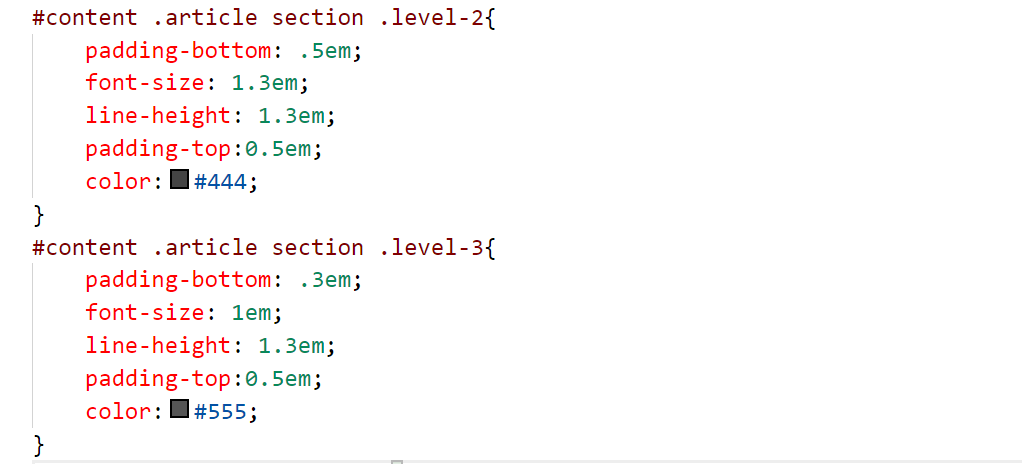 #content .article section .level-2{
padding-bottom: .5em;
font-size: 1.3em;
line-height: 1.3em;
padding-top:0.5em;
color: #444;
}
#content .article section .level-3{
padding-bottom: .3em;
font-size: 1em;
line-height: 1.3em;
padding-top:0.5em;
color: #555;
}